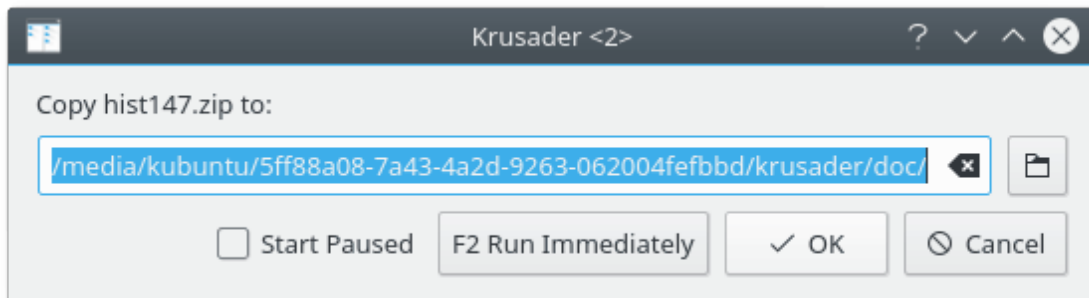 Krusader <2>
Copy hist147.zip to:
/media/kubuntu/5ff88a08-7a43-4a2d-9263-062004fefbbd/krusader/doc/
Start Paused F2 Run Immediately OK Cancel